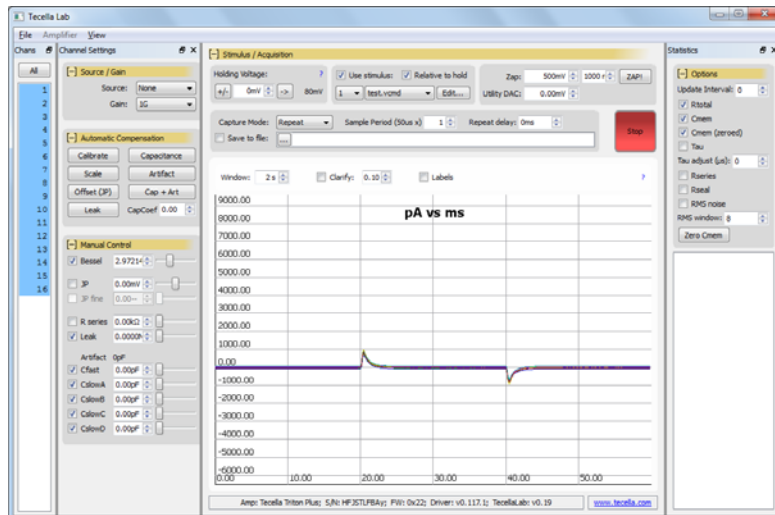 Tecella Lab
File Amplifier View
Chans
All
1
2
3
4
5
6
7
8
9
10
11
12
13
14
15
16
Channel Settings
[-] Source / Gain
Source: None
Gain: 1G
[-] Automatic Compensation
Calibrate Capacitance
Scale Artifact
Offset (JP) Cap + Art
Leak CapCoef 0.00
[-] Manual Control
Bessel 2.97214
JP 0.00mV
JP fine 0.00--
R series 0.00kΩ
Leak 0.0000
Artifact 0pF
Cfast 0.00pF
CslowA 0.00pF
CslowB 0.00pF
CslowC 0.00pF
CslowD 0.00pF
[-] Stimulus / Acquisition
Holding Voltage: ?
+/- 0mV -> 80mV
Use stimulus: Relative to hold
1 test.vcmd Edit...
Zap: 500mV 1000 ZAP!
Utility DAC: 0.00mV
Capture Mode: Repeat Sample Period (50us x) 1 Repeat delay: 0ms
Save to file: ...
Stop
Window: 2 s Clarify: 0.10 Labels ?
pA vs ms
9000.00
8000.00
7000.00
6000.00
5000.00
4000.00
3000.00
2000.00
1000.00
0.00
-1000.00
-2000.00
-3000.00
-4000.00
-5000.00
-6000.00
0.00 10.00 20.00 30.00 40.00 50.00
Amp: Tecella Triton Plus; S/N: HFJSTLFBAy; FW: 0x22; Driver: v0.117.1; TecellaLab: v0.19
www.tecella.com
Statistics
[-] Options
Update Interval: 0
Rtotal
Cmem
Cmem (zeroed)
Tau
Tau adjust (µs): 0
Rseries
Rseal
RMS noise
RMS window: 8
Zero Cmem